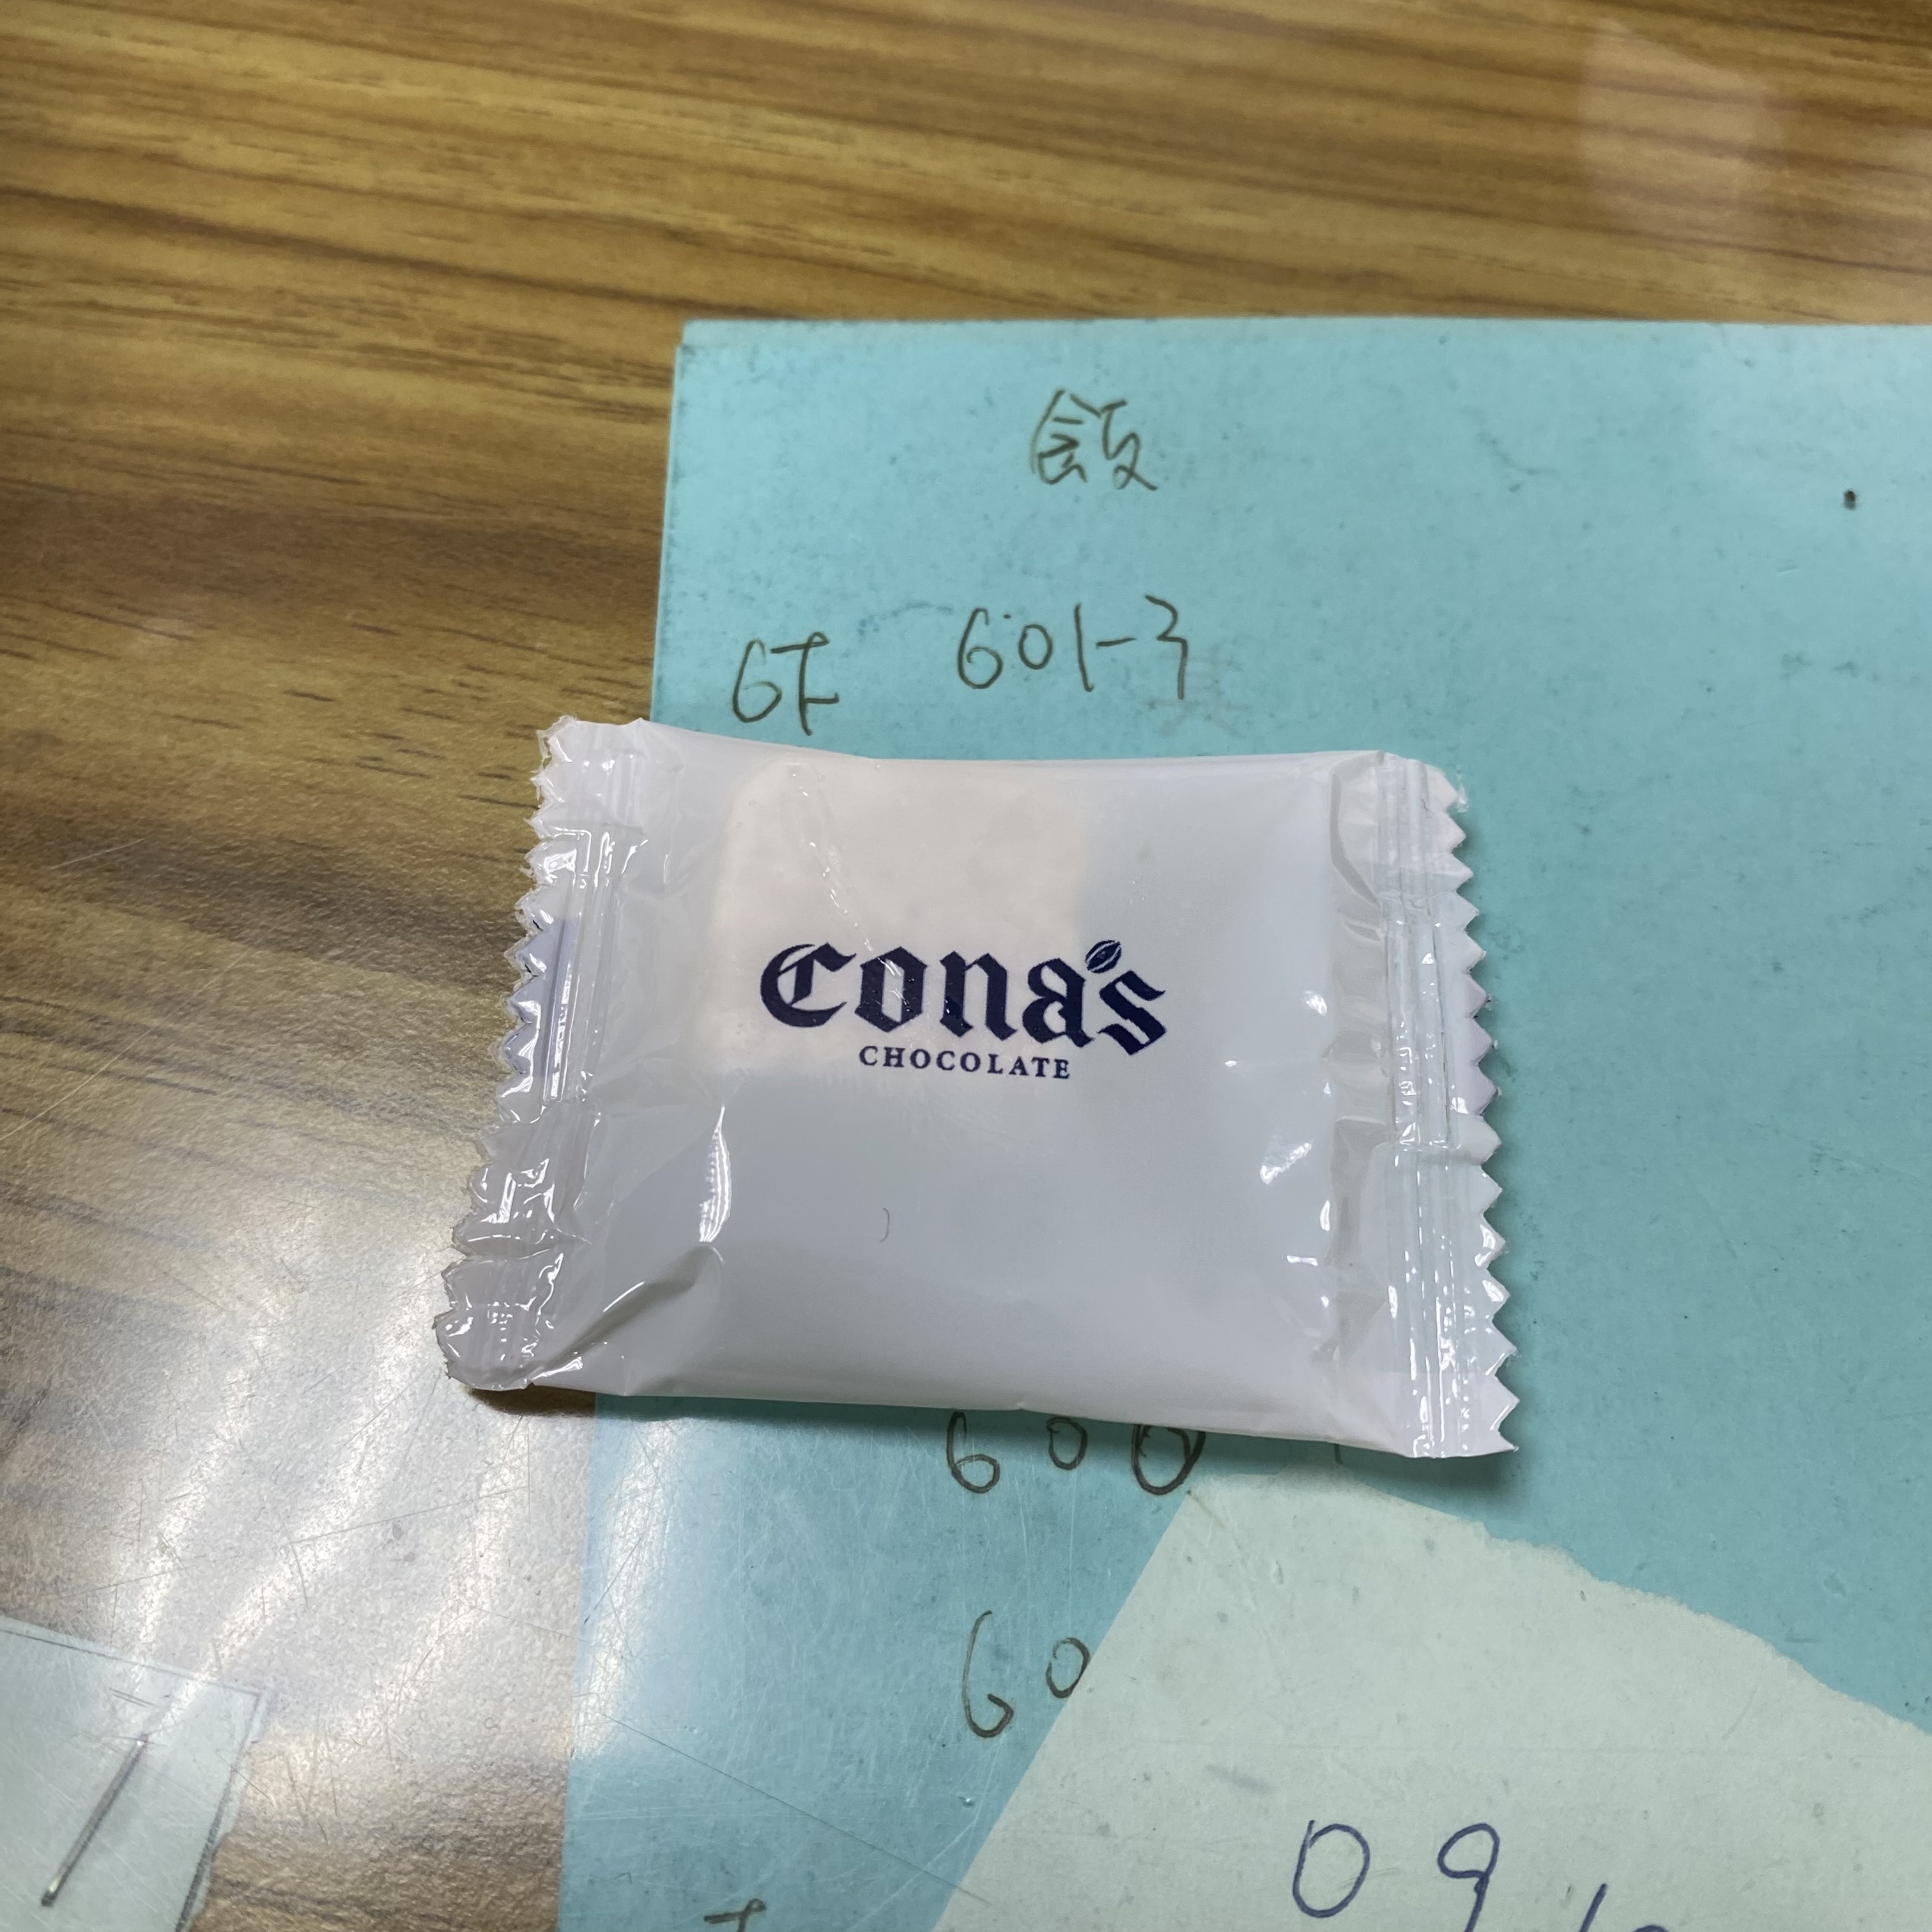 飯
6F 601-3
Cona's
CHOCOLATE
600
60
09